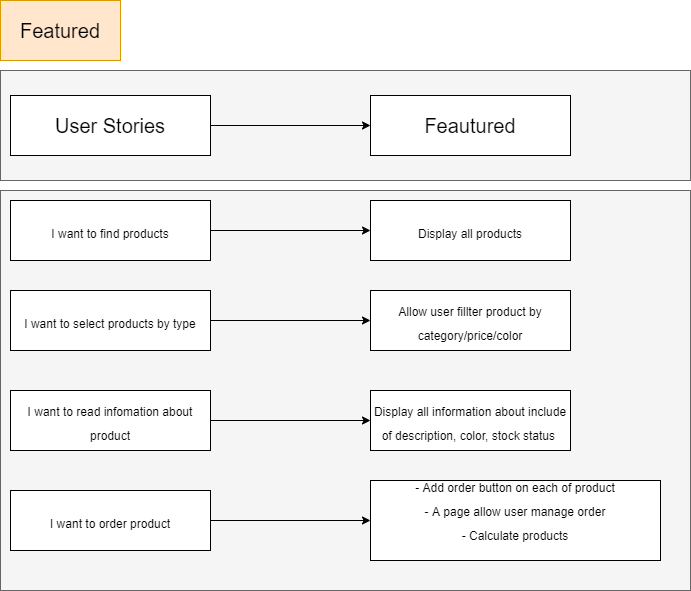 Featured
User Stories
Feautured
I want to find products
Display all products
I want to select products by type
Allow user fillter product by
category/price/color
I want to read infomation about
product
Display all information about include
of description, color, stock status
I want to order product
- Add order button on each of product
- A page allow user manage order
- Calculate products